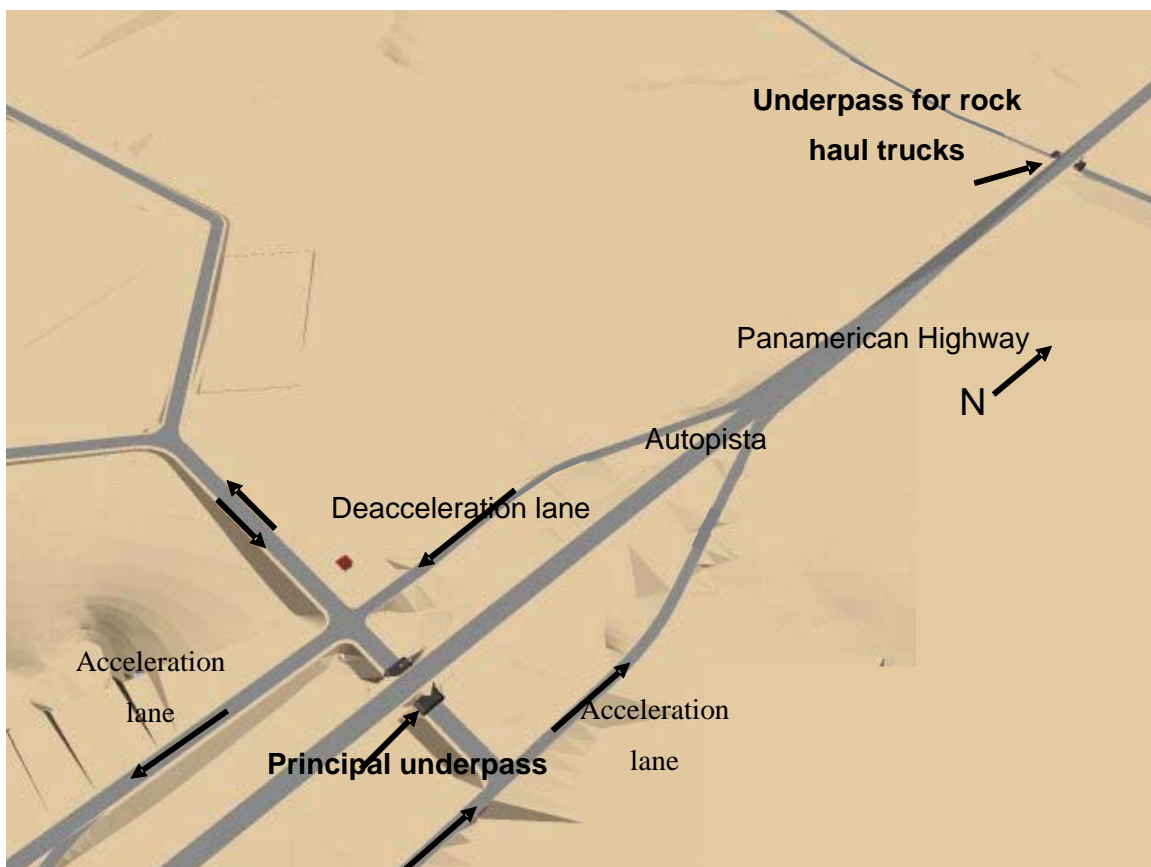 Underpass for rock
haul trucks
Panamerican Highway
N
Autopista
Deacceleration lane
Acceleration
lane
Acceleration
lane
Principal underpass